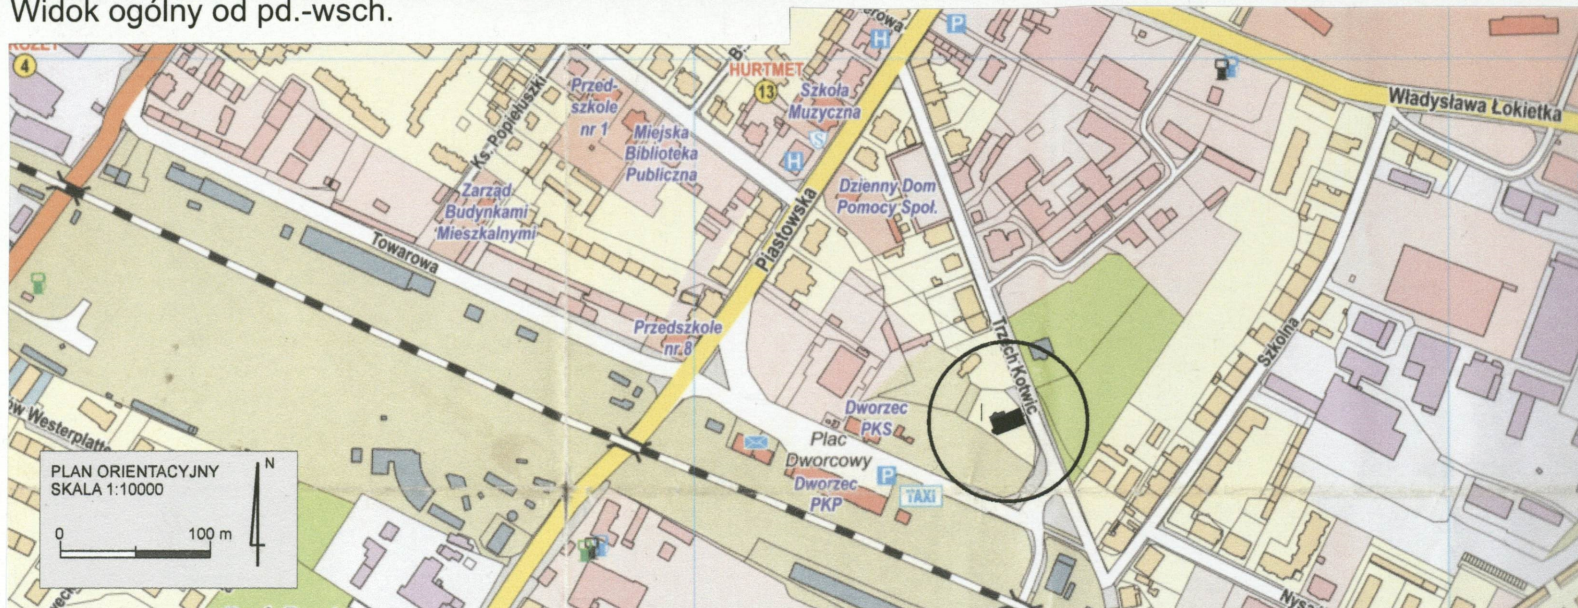 Widok ogólny od pd.-wsch.
4
HURTMET
13
Przed-
szkole
nr 1
Miejska
Biblioteka
Publiczna
Szkoła
Muzyczna
H
P
S
H
Władysława Łokietka
Ks. Popiełuszki
Zarząd
Budynkami
Mieszkalnymi
Dzienny Dom
Pomocy Społ.
Piastowska
Towarowa
Przedszkole
nr 8
Trzech Kotwic
Szkolna
Dworzec
PKS
Plac
Dworcowy
Dworzec
PKP
P
TAXI
Westerplatte
PLAN ORIENTACYJNY
SKALA 1:10000
N
0 100 m